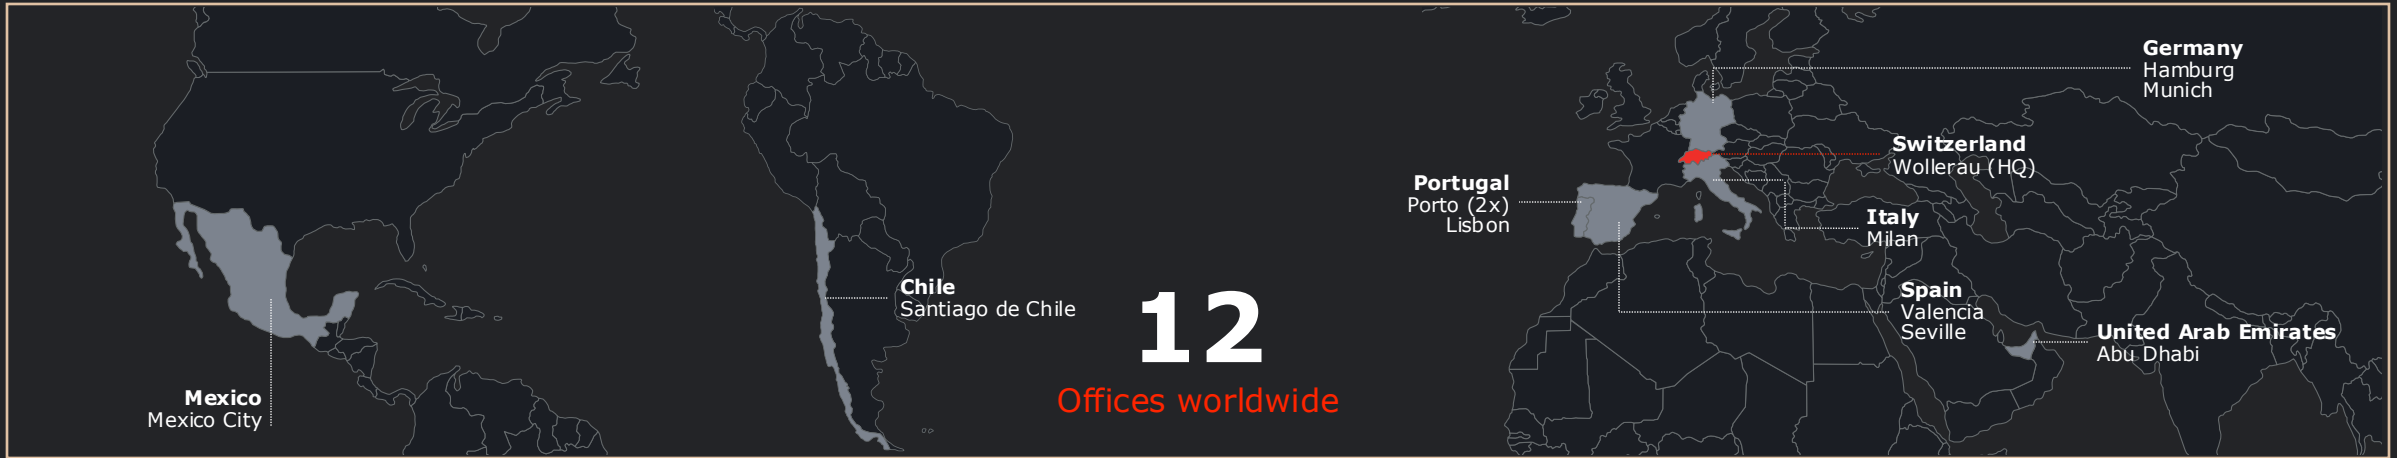 Mexico
Mexico City
Chile
Santiago de Chile
12
Offices worldwide
Portugal
Porto (2x)
Lisbon
Germany
Hamburg
Munich
Switzerland
Wollerau (HQ)
Italy
Milan
Spain
Valencia
Seville
United Arab Emirates
Abu Dhabi